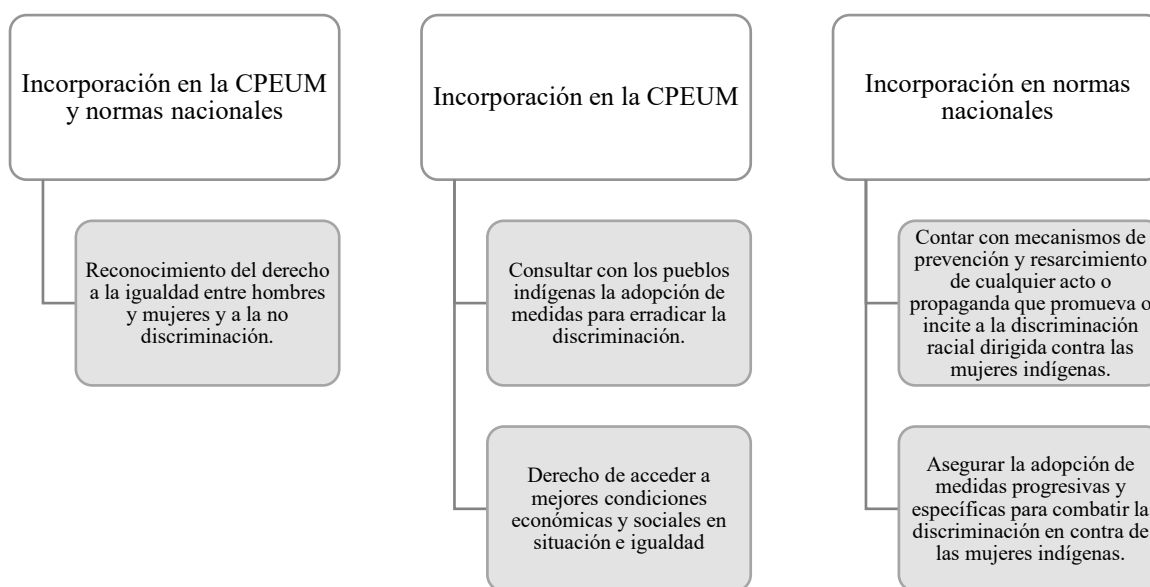 Incorporación en la CPEUM
y normas nacionales
Reconocimiento del derecho
a la igualdad entre hombres
y mujeres y a la no
discriminación.
Incorporación en la CPEUM
Consultar con los pueblos
indígenas la adopción de
medidas para erradicar la
discriminación.
Derecho de acceder a
mejores condiciones
económicas y sociales en
situación e igualdad
Incorporación en normas
nacionales
Contar con mecanismos de
prevención y resarcimiento
de cualquier acto o
propaganda que promueva o
incite a la discriminación
racial dirigida contra las
mujeres indígenas.
Asegurar la adopción de
medidas progresivas y
específicas para combatir la
discriminación en contra de
las mujeres indígenas.